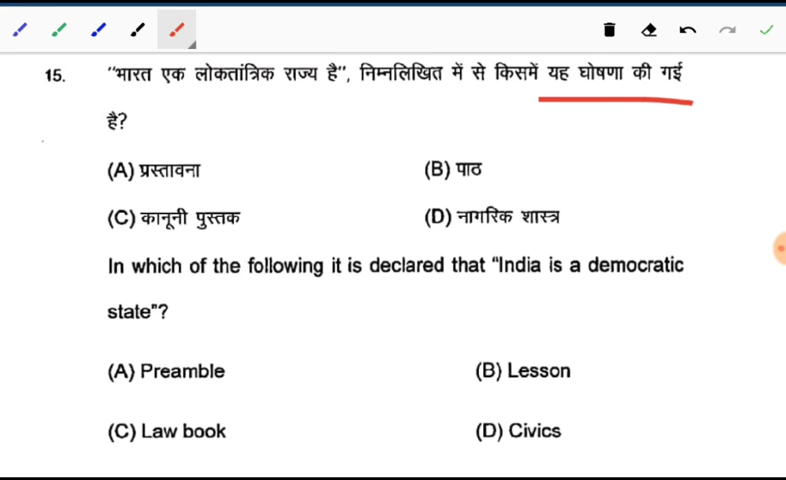 15. "भारत एक लोकतांत्रिक राज्य है", निम्नलिखित में से किसमें यह घोषणा की गई
है?
(A) प्रस्तावना (B) पाठ
(C) कानूनी पुस्तक (D) नागरिक शास्त्र
In which of the following it is declared that “India is a democratic
state”?
(A) Preamble (B) Lesson
(C) Law book (D) Civics